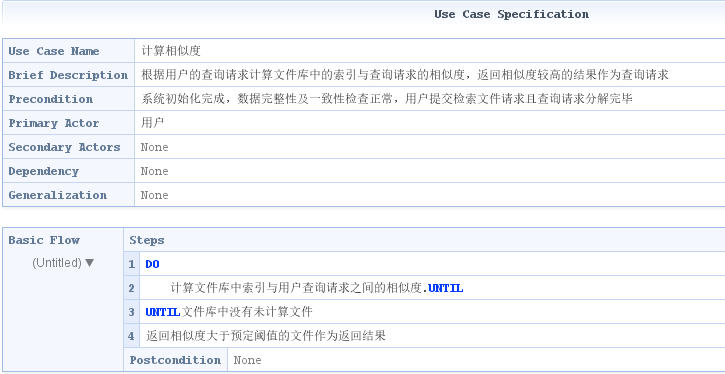 Use Case Specification
Use Case Name 计算相似度
Brief Description 根据用户的查询请求计算文件库中的索引与查询请求的相似度，返回相似度较高的结果作为查询请求
Precondition 系统初始化完成，数据完整性及一致性检查正常，用户提交检索文件请求且查询请求分解完毕
Primary Actor 用户
Secondary Actors None
Dependency None
Generalization None
Basic Flow Steps
(Untitled) ▼
1 DO
2 计算文件库中索引与用户查询请求之间的相似度.UNTIL
3 UNTIL文件库中没有未计算文件
4 返回相似度大于预定阈值的文件作为返回结果
Postcondition None